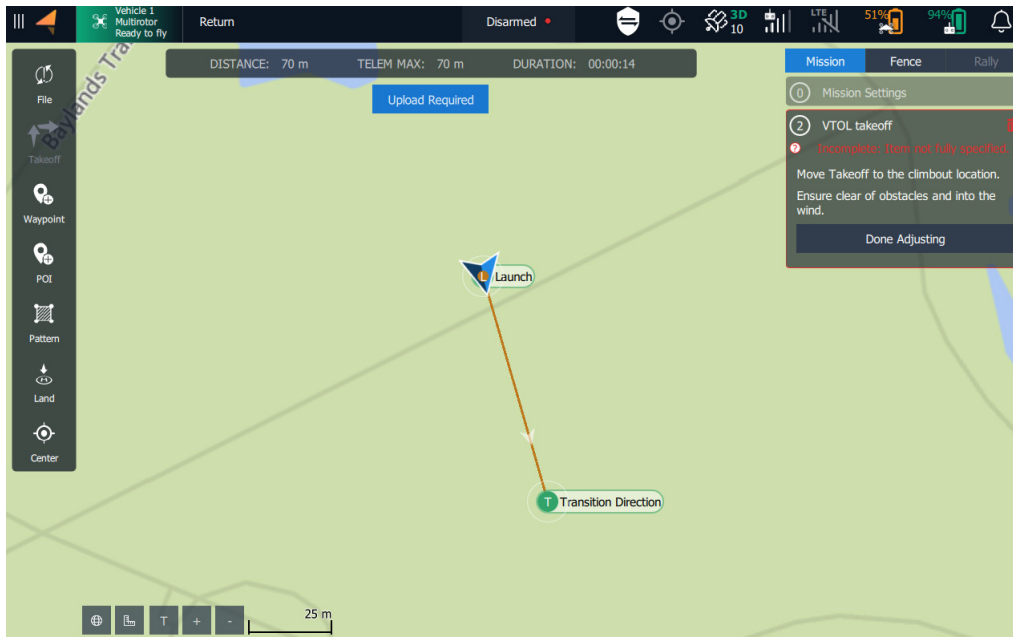 Vehicle 1
Multirotor
Ready to fly
Return
Disarmed
3D
10
LTE
51%
94%
DISTANCE: 70 m TELEM MAX: 70 m DURATION: 00:00:14
Upload Required
File
Takeoff
Waypoint
POI
Pattern
Land
Center
Baylands Tra
Mission Fence Rally
0 Mission Settings
2 VTOL takeoff
? Incomplete: Item not fully specified
Move Takeoff to the climbout location.
Ensure clear of obstacles and into the
wind.
Done Adjusting
L Launch
T Transition Direction
T + -
25 m